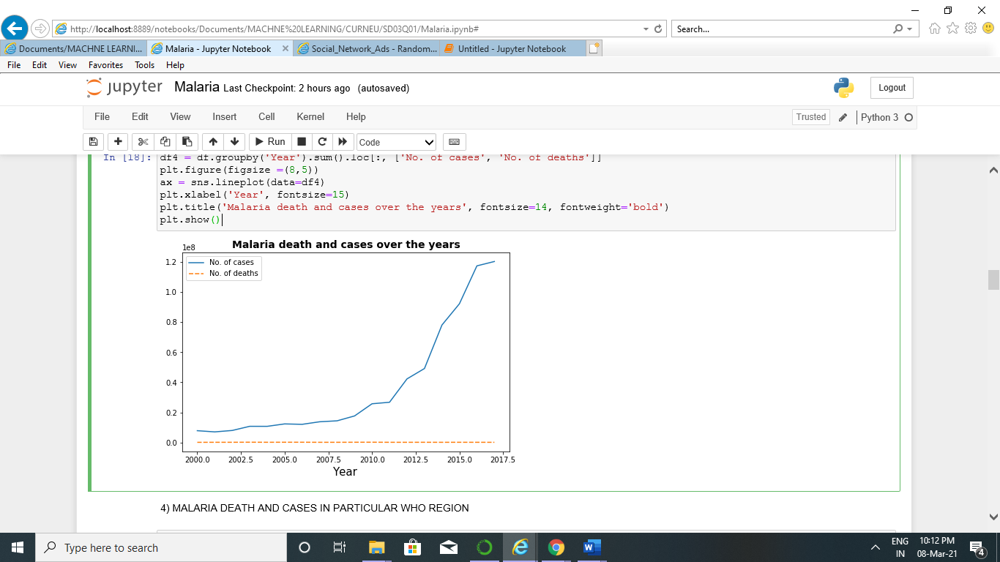 http://localhost:8889/notebooks/Documents/MACHNE%20LEARNING/CURNEU/SD03Q01/Malaria.ipynb#
Search...
Documents/MACHNE LEARNI...
Malaria - Jupyter Notebook
Social_Network_Ads - Random...
Untitled - Jupyter Notebook
File Edit View Favorites Tools Help
jupyter Malaria Last Checkpoint: 2 hours ago (autosaved)
Logout
File Edit View Insert Cell Kernel Help
Trusted
Python 3
Run
Code
In [18]: df4 = df.groupby('Year').sum().loc[:, ['No. of cases', 'No. of deaths']]
plt.figure(figsize =(8,5))
ax = sns.lineplot(data=df4)
plt.xlabel('Year', fontsize=15)
plt.title('Malaria death and cases over the years', fontsize=14, fontweight='bold')
plt.show()
Malaria death and cases over the years
1e8
No. of cases
No. of deaths
1.2
1.0
0.8
0.6
0.4
0.2
0.0
2000.0 2002.5 2005.0 2007.5 2010.0 2012.5 2015.0 2017.5
Year
4) MALARIA DEATH AND CASES IN PARTICULAR WHO REGION
Type here to search
ENG
IN
10:12 PM
08-Mar-21
4